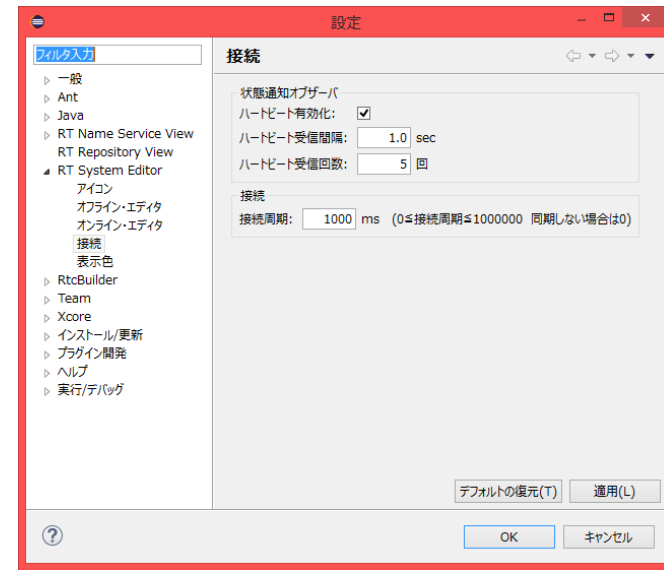 設定
フィルタ入力
一般
Ant
Java
RT Name Service View
RT Repository View
RT System Editor
アイコン
オフライン・エディタ
オンライン・エディタ
接続
表示色
RtcBuilder
Team
Xcore
インストール/更新
プラグイン開発
ヘルプ
実行/デバッグ
接続
状態通知オブザーバ
ハートビート有効化:
ハートビート受信間隔: 1.0 sec
ハートビート受信回数: 5 回
接続
接続周期: 1000 ms (0≦接続周期≦1000000 同期しない場合は0)
デフォルトの復元(T) 適用(L)
OK キャンセル